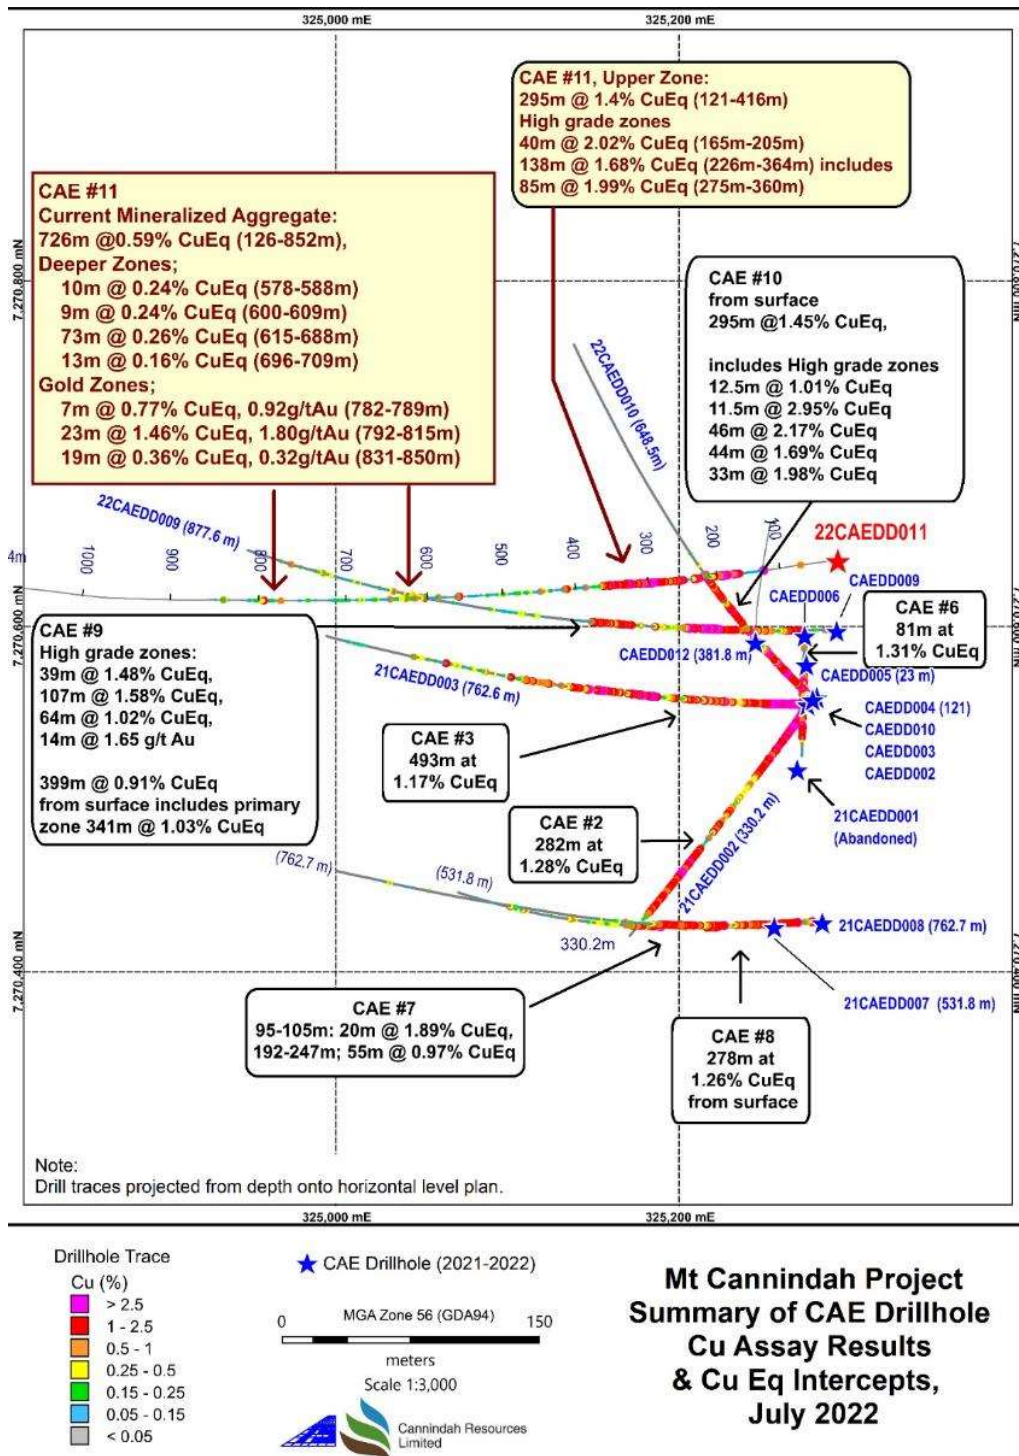 325,000 mE
325,200 mE
CAE #11, Upper Zone:
295m @ 1.4% CuEq (121-416m)
High grade zones
40m @ 2.02% CuEq (165m-205m)
138m @ 1.68% CuEq (226m-364m) includes
85m @ 1.99% CuEq (275m-360m)
CAE #11
Current Mineralized Aggregate:
726m @0.59% CuEq (126-852m),
Deeper Zones;
10m @ 0.24% CuEq (578-588m)
9m @ 0.24% CuEq (600-609m)
73m @ 0.26% CuEq (615-688m)
13m @ 0.16% CuEq (696-709m)
Gold Zones;
7m @ 0.77% CuEq, 0.92g/tAu (782-789m)
23m @ 1.46% CuEq, 1.80g/tAu (792-815m)
19m @ 0.36% CuEq, 0.32g/tAu (831-850m)
7,270,800 mN
CAE #10
from surface
295m @1.45% CuEq,
includes High grade zones
12.5m @ 1.01% CuEq
11.5m @ 2.95% CuEq
46m @ 2.17% CuEq
44m @ 1.69% CuEq
33m @ 1.98% CuEq
22CAEDD010 (648.5m)
22CAEDD009 (877.6 m)
4m
1000
900
800
700
600
500
400
300
200
100
22CAEDD011
CAEDD009
CAEDD006
CAE #6
81m at
1.31% CuEq
7,270,600 mN
7,270,600 mN
CAE #9
High grade zones:
39m @ 1.48% CuEq,
107m @ 1.58% CuEq,
64m @ 1.02% CuEq,
14m @ 1.65 g/t Au
399m @ 0.91% CuEq
from surface includes primary
zone 341m @ 1.03% CuEq
21CAEDD003 (762.6 m)
CAEDD012 (381.8 m)
CAEDD005 (23 m)
CAEDD004 (121)
CAEDD010
CAEDD003
CAEDD002
CAE #3
493m at
1.17% CuEq
21CAEDD001
(Abandoned)
CAE #2
282m at
1.28% CuEq
21CAEDD002 (330.2 m)
(762.7 m)
(531.8 m)
330.2m
21CAEDD008 (762.7 m)
7,270,400 mN
7,270,400 mN
21CAEDD007 (531.8 m)
CAE #7
95-105m: 20m @ 1.89% CuEq,
192-247m; 55m @ 0.97% CuEq
CAE #8
278m at
1.26% CuEq
from surface
Note:
Drill traces projected from depth onto horizontal level plan.
325,000 mE
325,200 mE
Drillhole Trace
Cu (%)
> 2.5
1 - 2.5
0.5 - 1
0.25 - 0.5
0.15 - 0.25
0.05 - 0.15
< 0.05
CAE Drillhole (2021-2022)
MGA Zone 56 (GDA94)
0
150
meters
Scale 1:3,000
Cannindah Resources
Limited
Mt Cannindah Project
Summary of CAE Drillhole
Cu Assay Results
& Cu Eq Intercepts,
July 2022